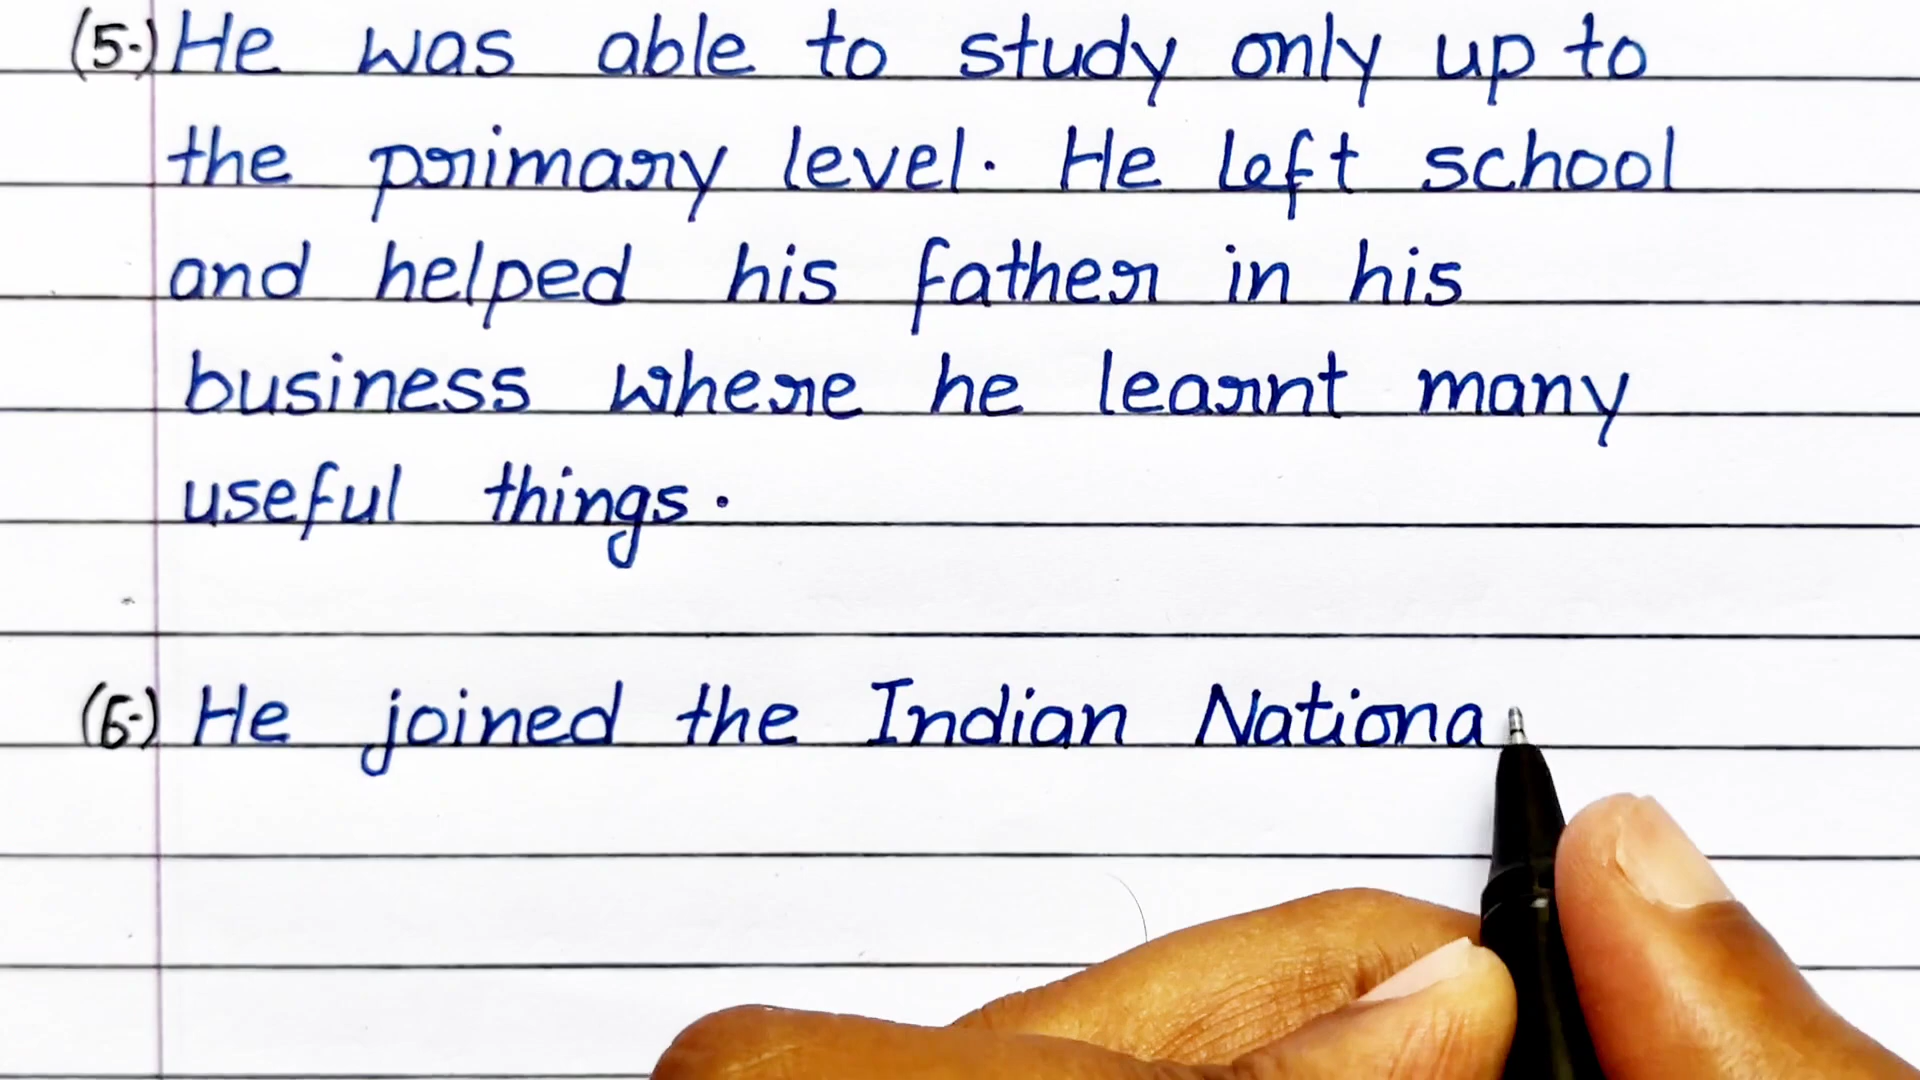 (5.) He was able to study only up to
the primary level. He left school
and helped his father in his
business where he learnt many
useful things.
(6.) He joined the Indian Nationa